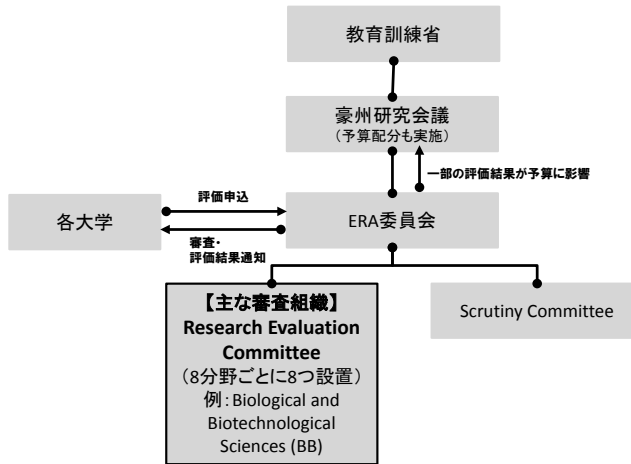 教育訓練省
豪州研究会議
（予算配分も実施）
一部の評価結果が予算に影響
評価申込
各大学
ERA委員会
審査・
評価結果通知
【主な審査組織】
Research Evaluation
Committee
（8分野ごとに8つ設置）
例：Biological and
Biotechnological
Sciences (BB)
Scrutiny Committee